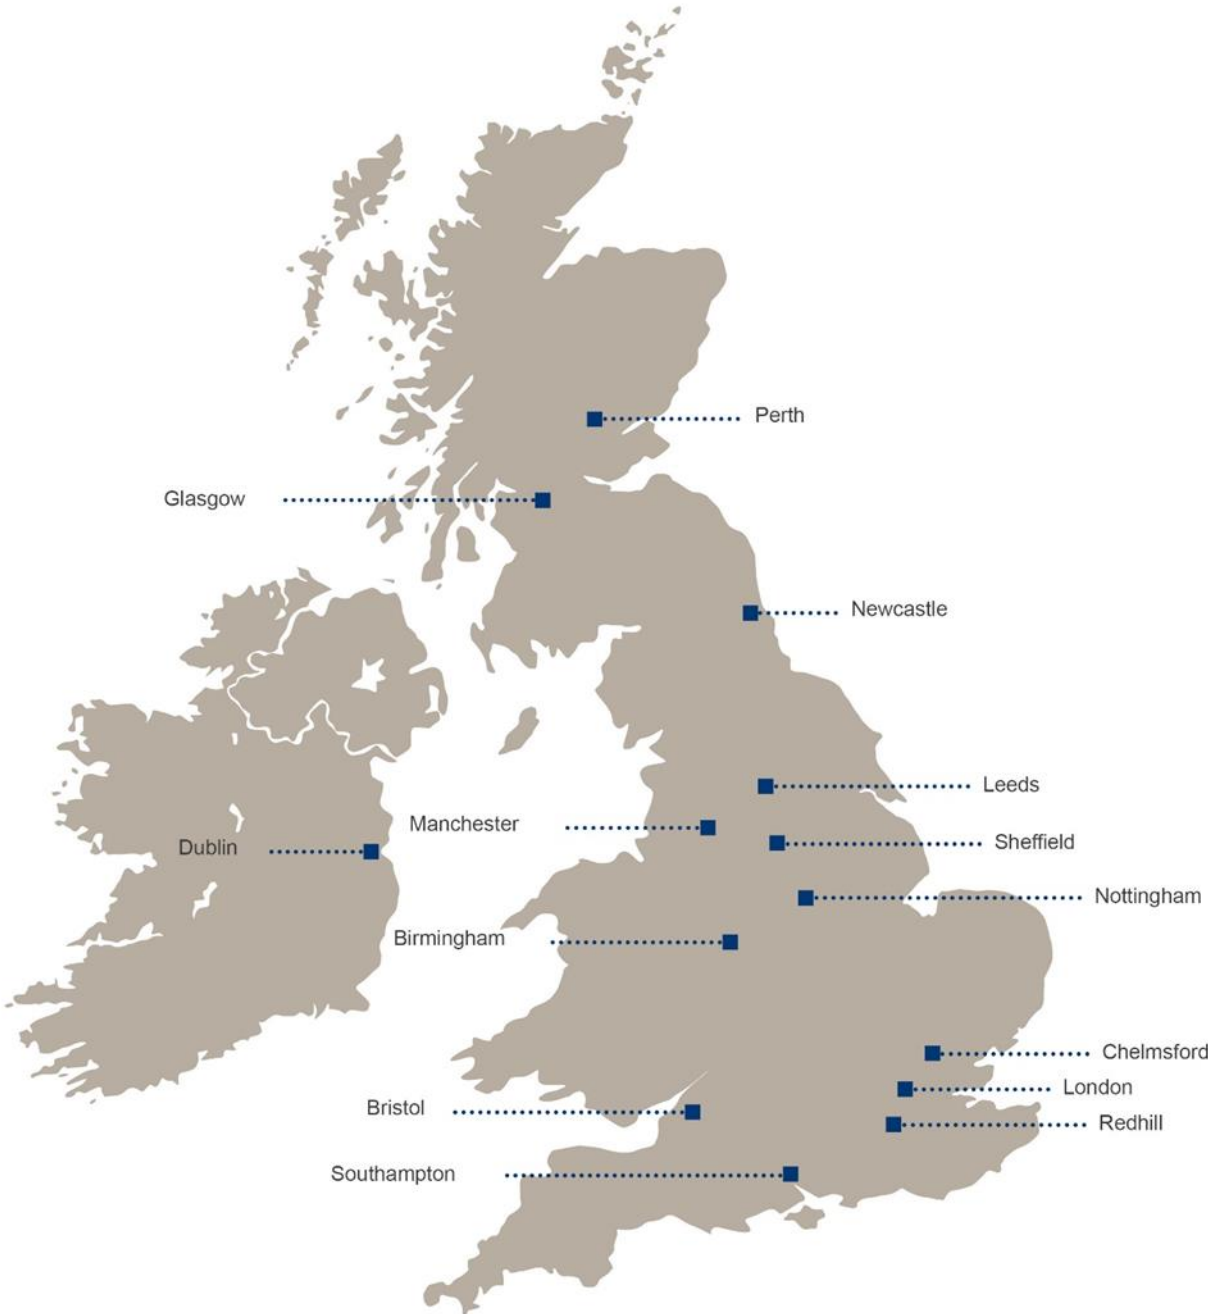 Perth
Glasgow
Newcastle
Leeds
Manchester
Sheffield
Dublin
Nottingham
Birmingham
Chelmsford
London
Bristol
Redhill
Southampton